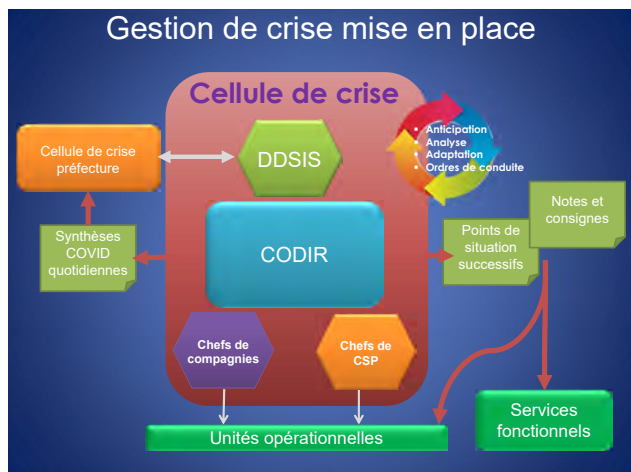 Gestion de crise mise en place
Cellule de crise
Anticipation
Analyse
Adaptation
Ordres de conduite
Cellule de crise
préfecture
DDSIS
Notes et
consignes
Synthèses
COVID
quotidiennes
CODIR
Points de
situation
successifs
Chefs de
compagnies
Chefs de
CSP
Services
fonctionnels
Unités opérationnelles